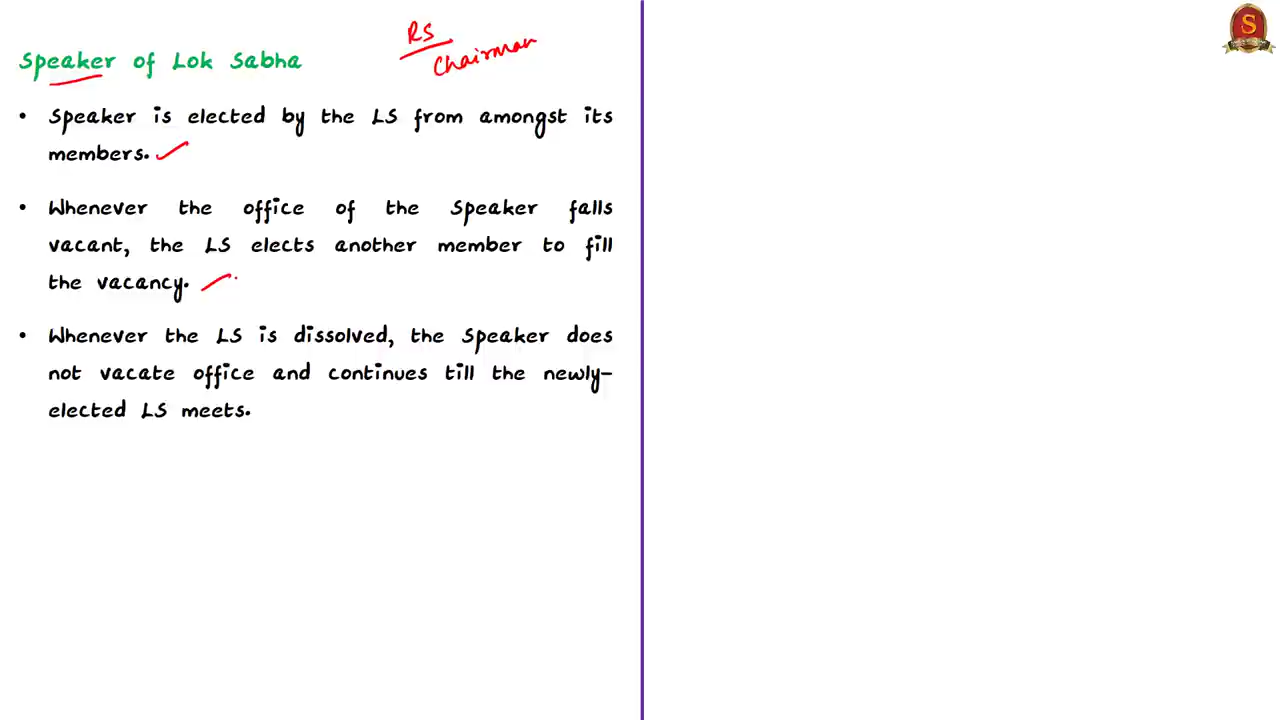 RS
Chairman
Speaker of Lok Sabha
• Speaker is elected by the LS from amongst its
members.
• Whenever the office of the Speaker falls
vacant, the LS elects another member to fill
the vacancy.
• Whenever the LS is dissolved, the Speaker does
not vacate office and continues till the newly-
elected LS meets.
S